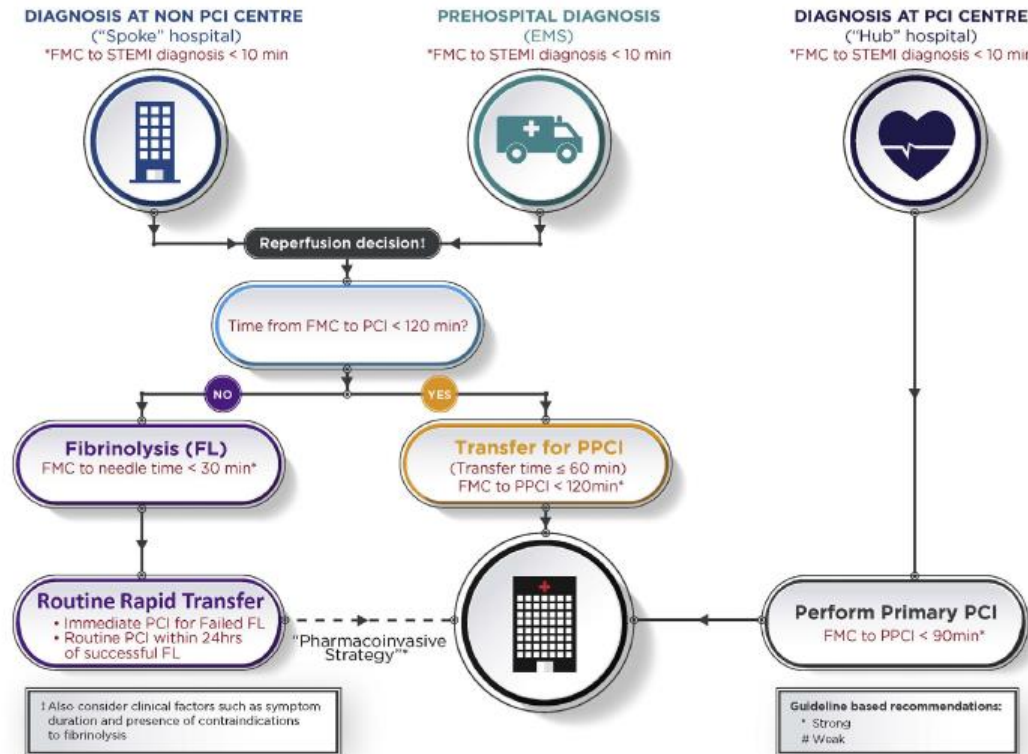 DIAGNOSIS AT NON PCI CENTRE
("Spoke" hospital)
*FMC to STEMI diagnosis < 10 min
PREHOSPITAL DIAGNOSIS
(EMS)
*FMC to STEMI diagnosis < 10 min
DIAGNOSIS AT PCI CENTRE
("Hub" hospital)
*FMC to STEMI diagnosis < 10 min
Reperfusion decision‡
Time from FMC to PCI < 120 min?
NO
YES
Fibrinolysis (FL)
FMC to needle time < 30 min*
Transfer for PPCI
(Transfer time ≤ 60 min)
FMC to PPCI < 120min*
Routine Rapid Transfer
• Immediate PCI for Failed FL
• Routine PCI within 24hrs
of successful FL
"Pharmacoinvasive
Strategy"*
Perform Primary PCI
FMC to PPCI < 90min*
‡ Also consider clinical factors such as symptom
duration and presence of contraindications
to fibrinolysis
Guideline based recommendations:
* Strong
# Weak